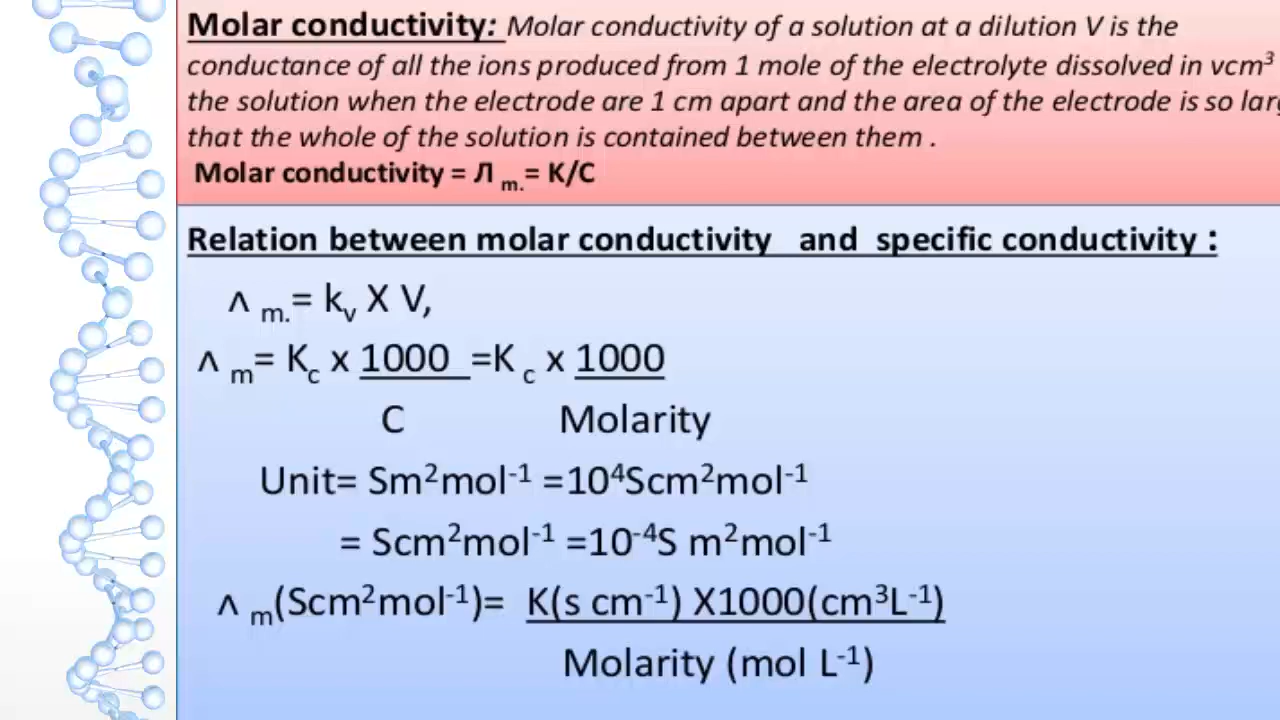 Molar conductivity: Molar conductivity of a solution at a dilution V is the
conductance of all the ions produced from 1 mole of the electrolyte dissolved in vcm³
the solution when the electrode are 1 cm apart and the area of the electrode is so
that the whole of the solution is contained between them .
Molar conductivity = Л m.= K/C
Relation between molar conductivity and specific conductivity :
ʌ m.= kv X V,
ʌ m= Kc x 1000 =K c x 1000
C Molarity
Unit= Sm²mol⁻¹ =10⁴Scm²mol⁻¹
= Scm²mol⁻¹ =10⁻⁴S m²mol⁻¹
ʌ m(Scm²mol⁻¹)= K(s cm⁻¹) X1000(cm³L⁻¹)
Molarity (mol L⁻¹)